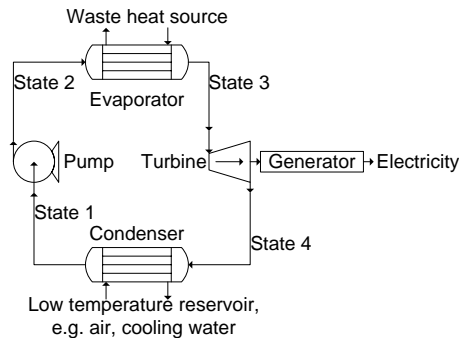 Waste heat source
State 2
State 3
Evaporator
Pump
Turbine
Generator
Electricity
State 1
Condenser
State 4
Low temperature reservoir,
e.g. air, cooling water